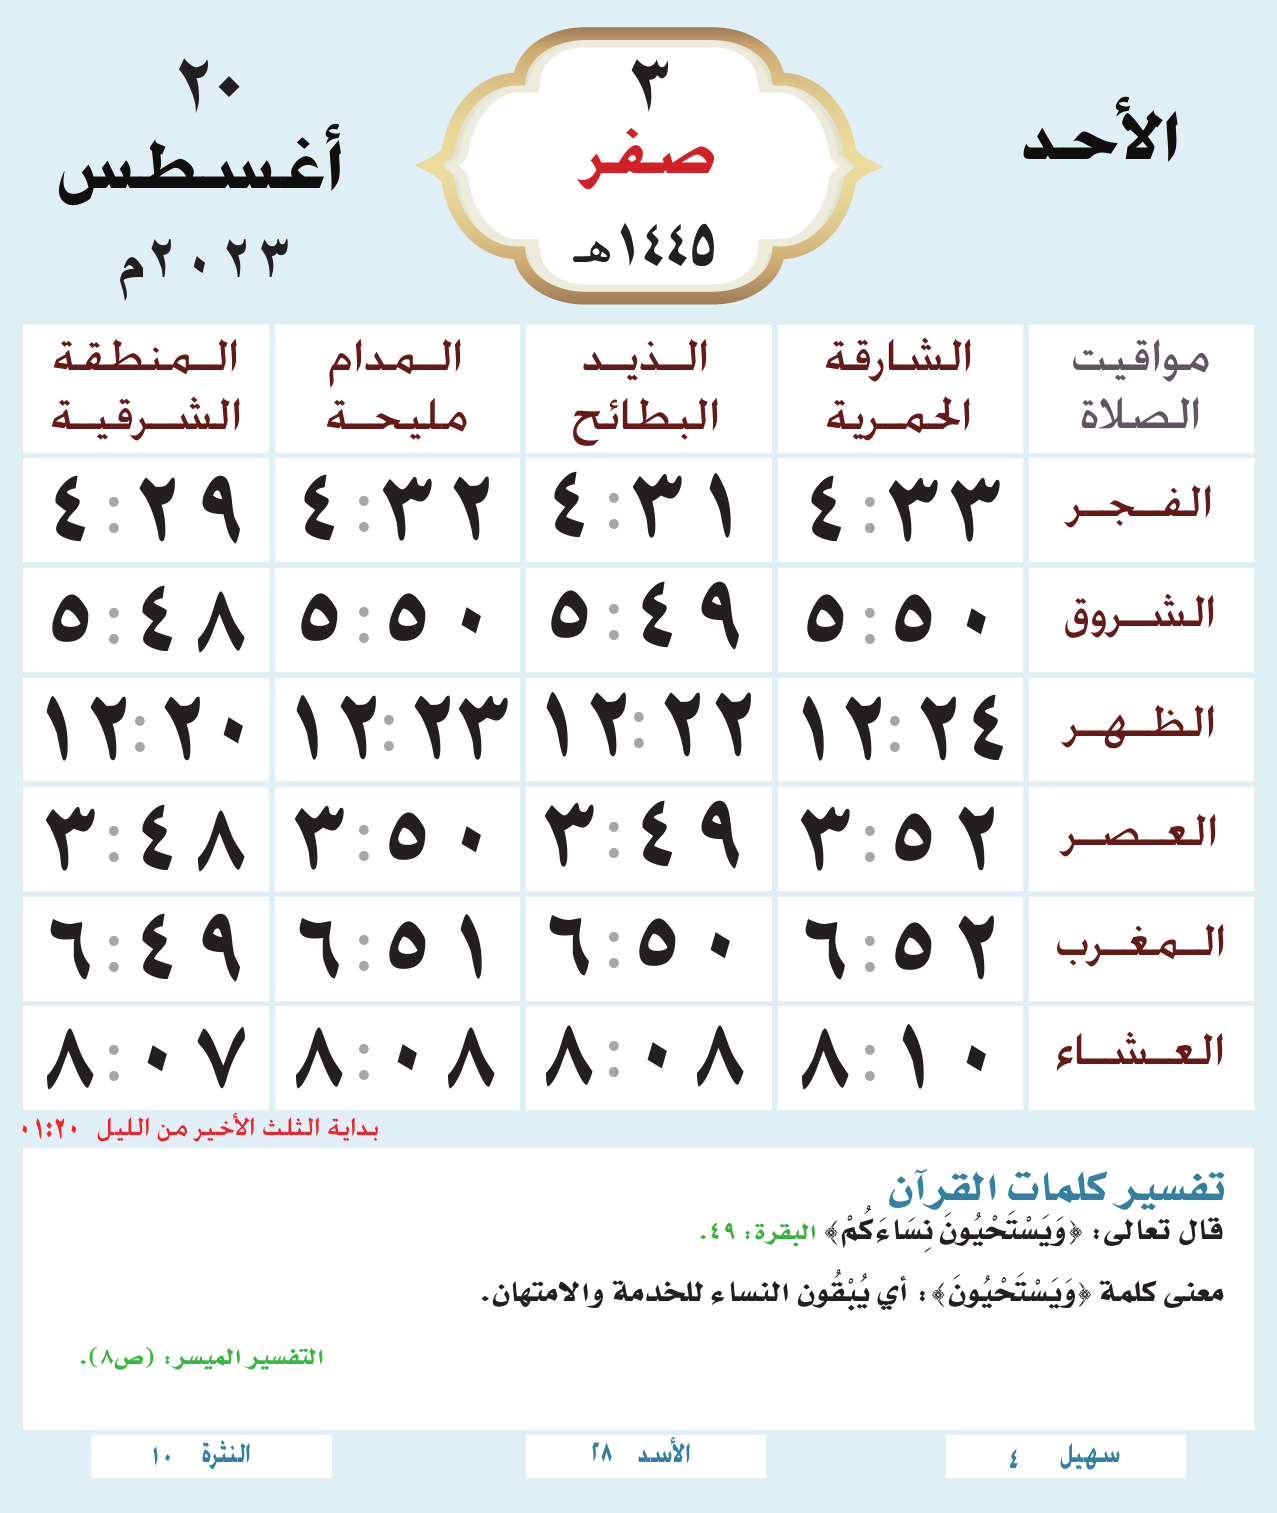 الأحد
٣
صفر
١٤٤٥هـ
٢٠
أغسطس
٢٠٢٣م
مواقيت الصلاة | الشارقة الحمرية | الذيد البطائح | المدام مليحة | المنطقة الشرقية
الفجر ٤:٣٣ ٤:٣١ ٤:٣٢ ٤:٢٩
الشروق ٥:٥٠ ٥:٤٩ ٥:٥٠ ٥:٤٨
الظهر ١٢:٢٤ ١٢:٢٢ ١٢:٢٣ ١٢:٢٠
العصر ٣:٥٢ ٣:٤٩ ٣:٥٠ ٣:٤٨
المغرب ٦:٥٢ ٦:٥٠ ٦:٥١ ٦:٤٩
العشاء ٨:١٠ ٨:٠٨ ٨:٠٨ ٨:٠٧
بداية الثلث الأخير من الليل ٠١:٢٠
تفسير كلمات القرآن
قال تعالى: ﴿وَيَسْتَحْيُونَ نِسَاءَكُمْ﴾ البقرة: ٤٩.
معنى كلمة ﴿وَيَسْتَحْيُونَ﴾: أي يُبْقُون النساء للخدمة والامتهان.
التفسير الميسر: (ص٨).
سهيل ٤
الأسد ٢٨
النثرة ١٠